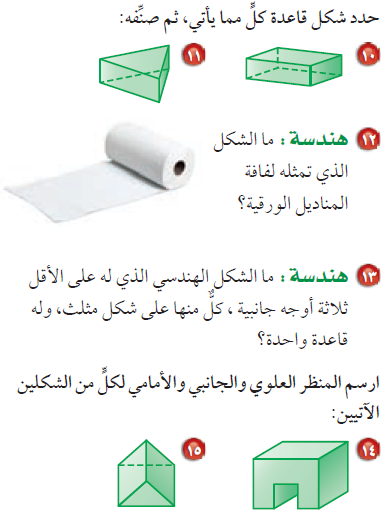 حدد شكل قاعدة كلٍّ مما يأتي، ثم صنِّفه:
١٠ ١١
١٢ هندسة : ما الشكل
الذي تمثله لفافة
المناديل الورقية؟
١٣ هندسة : ما الشكل الهندسي الذي له على الأقل
ثلاثة أوجه جانبية ، كلٌّ منها على شكل مثلث، وله
قاعدة واحدة؟
ارسم المنظر العلوي والجانبي والأمامي لكلٍّ من الشكلين
الآتيين:
١٤ ١٥